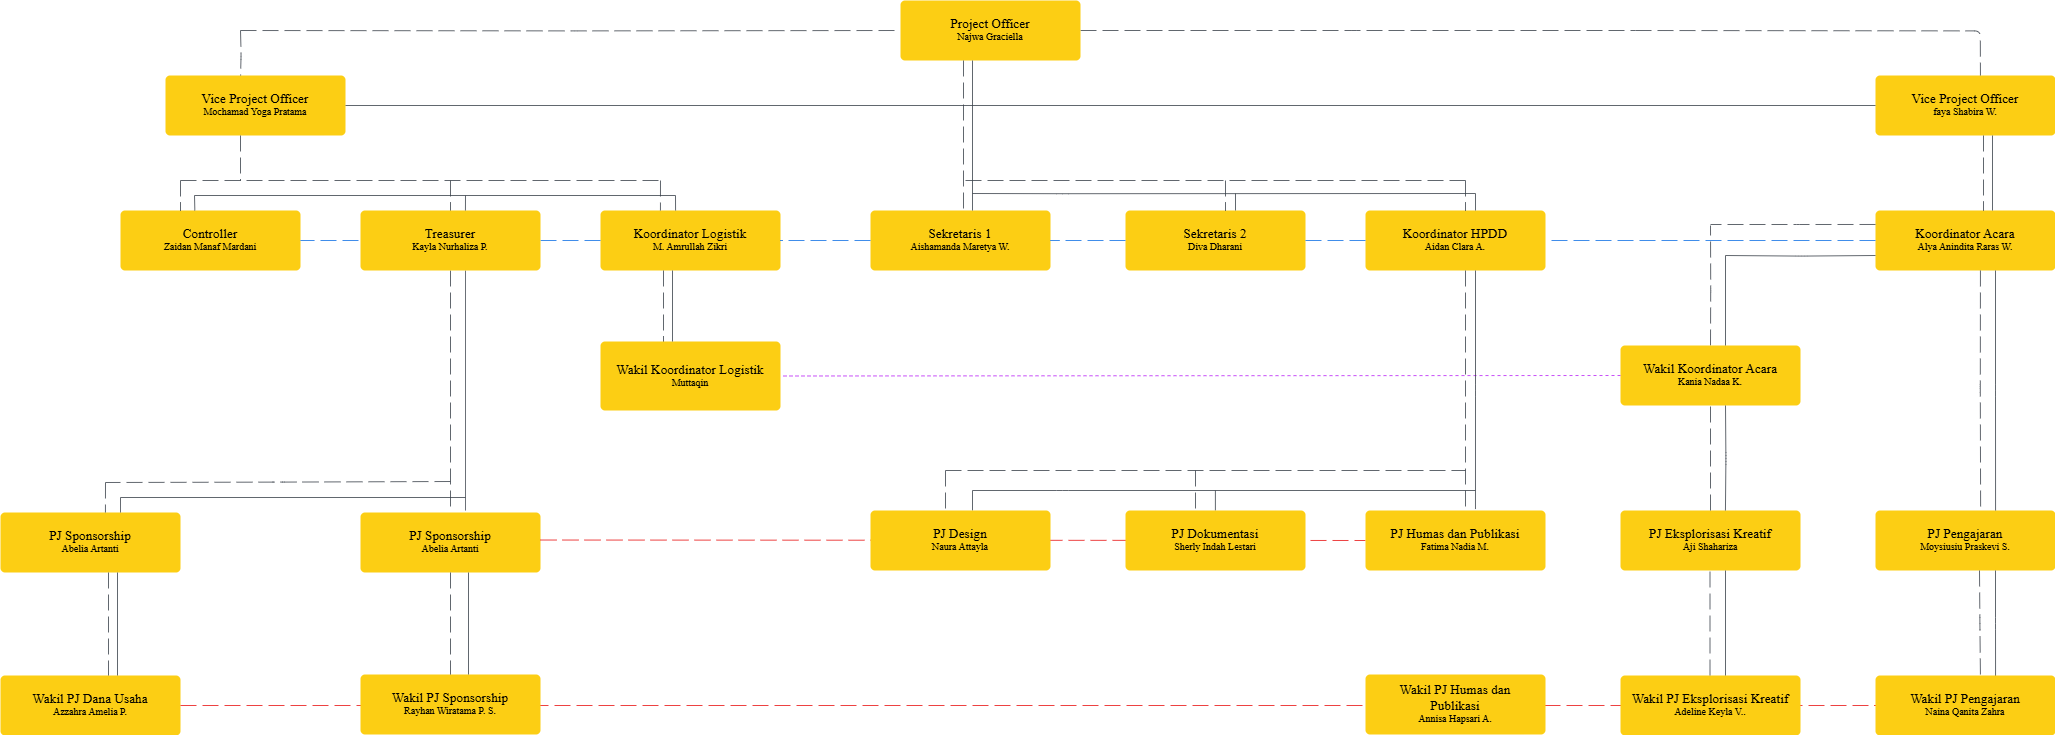 Project Officer
Najwa Graciella
Vice Project Officer
Mochamad Yoga Pratama
Vice Project Officer
faya Shabira W.
Controller
Zaidan Manaf Mardani
Treasurer
Kayla Nurhaliza P.
Koordinator Logistik
M. Amrullah Zikri
Sekretaris 1
Aishamanda Maretya W.
Sekretaris 2
Diva Dharani
Koordinator HPDD
Aidan Clara A.
Koordinator Acara
Alya Anindita Raras W.
Wakil Koordinator Logistik
Muttaqin
Wakil Koordinator Acara
Kania Nadaa K.
PJ Sponsorship
Abelia Artanti
PJ Sponsorship
Abelia Artanti
PJ Design
Naura Attayla
PJ Dokumentasi
Sherly Indah Lestari
PJ Humas dan Publikasi
Fatima Nadia M.
PJ Eksplorisasi Kreatif
Aji Shahariza
PJ Pengajaran
Moysiusiu Praskevi S.
Wakil PJ Dana Usaha
Azzahra Amelia P.
Wakil PJ Sponsorship
Rayhan Wiratama P. S.
Wakil PJ Humas dan
Publikasi
Annisa Hapsari A.
Wakil PJ Eksplorisasi Kreatif
Adeline Keyla V..
Wakil PJ Pengajaran
Naina Qanita Zahra